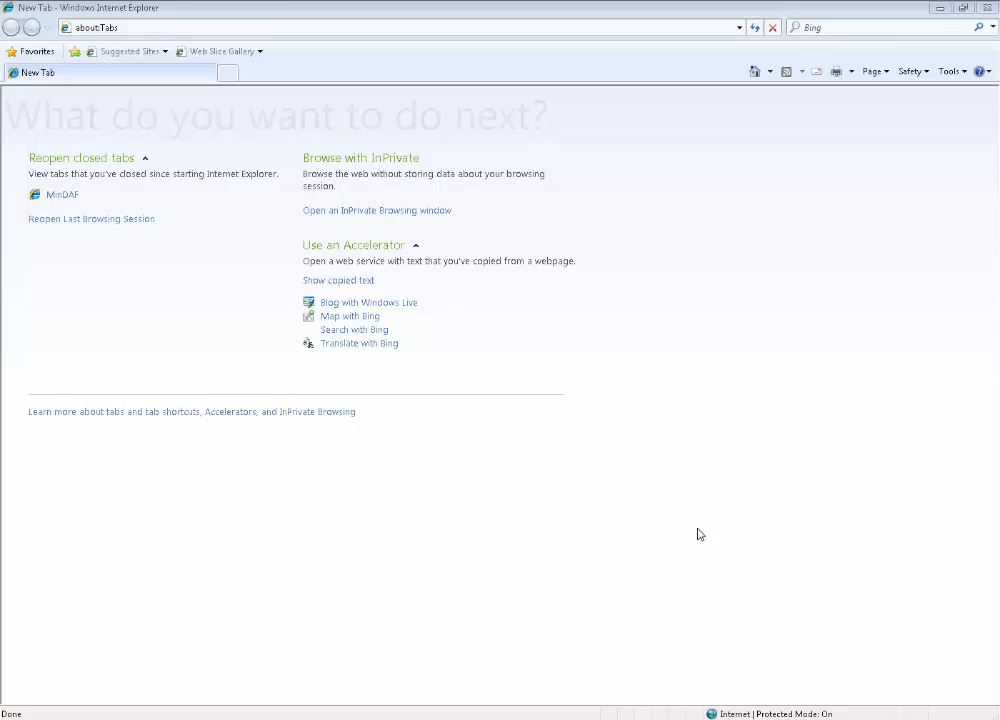 New Tab - Windows Internet Explorer
about:Tabs
Bing
Favorites
Suggested Sites
Web Slice Gallery
New Tab
Page
Safety
Tools
What do you want to do next?
Reopen closed tabs
View tabs that you've closed since starting Internet Explorer.
MinDAF
Reopen Last Browsing Session
Browse with InPrivate
Browse the web without storing data about your browsing
session.
Open an InPrivate Browsing window
Use an Accelerator
Open a web service with text that you've copied from a webpage.
Show copied text
Blog with Windows Live
Map with Bing
Search with Bing
Translate with Bing
Learn more about tabs and tab shortcuts, Accelerators, and InPrivate Browsing
Done
Internet | Protected Mode: On